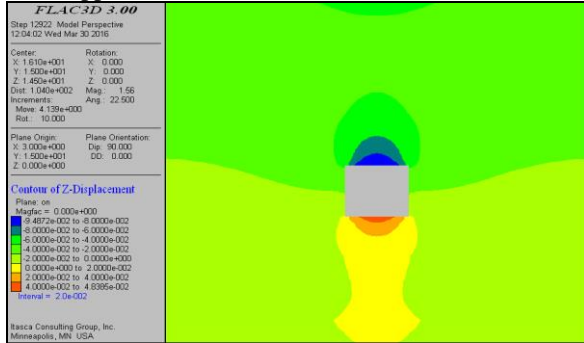 FLAC3D 3.00
Step 12922 Model Perspective
12:04:02 Wed Mar 30 2016
Center: Rotation:
X: 1.610e+001 X: 0.000
Y: 1.500e+001 Y: 0.000
Z: 1.450e+001 Z: 0.000
Dist: 1.040e+002 Mag.: 1.56
Increments: Ang.: 22.500
Move: 4.139e+000
Rot.: 10.000
Plane Origin: Plane Orientation:
X: 3.000e+000 Dip: 90.000
Y: 1.500e+001 DD: 0.000
Z: 0.000e+000
Contour of Z-Displacement
Plane: on
Magfac = 0.000e+000
-9.4872e-002 to -8.0000e-002
-8.0000e-002 to -6.0000e-002
-6.0000e-002 to -4.0000e-002
-4.0000e-002 to -2.0000e-002
-2.0000e-002 to 0.0000e+000
0.0000e+000 to 2.0000e-002
2.0000e-002 to 4.0000e-002
4.0000e-002 to 4.8385e-002
Interval = 2.0e-002
Itasca Consulting Group, Inc.
Minneapolis, MN USA